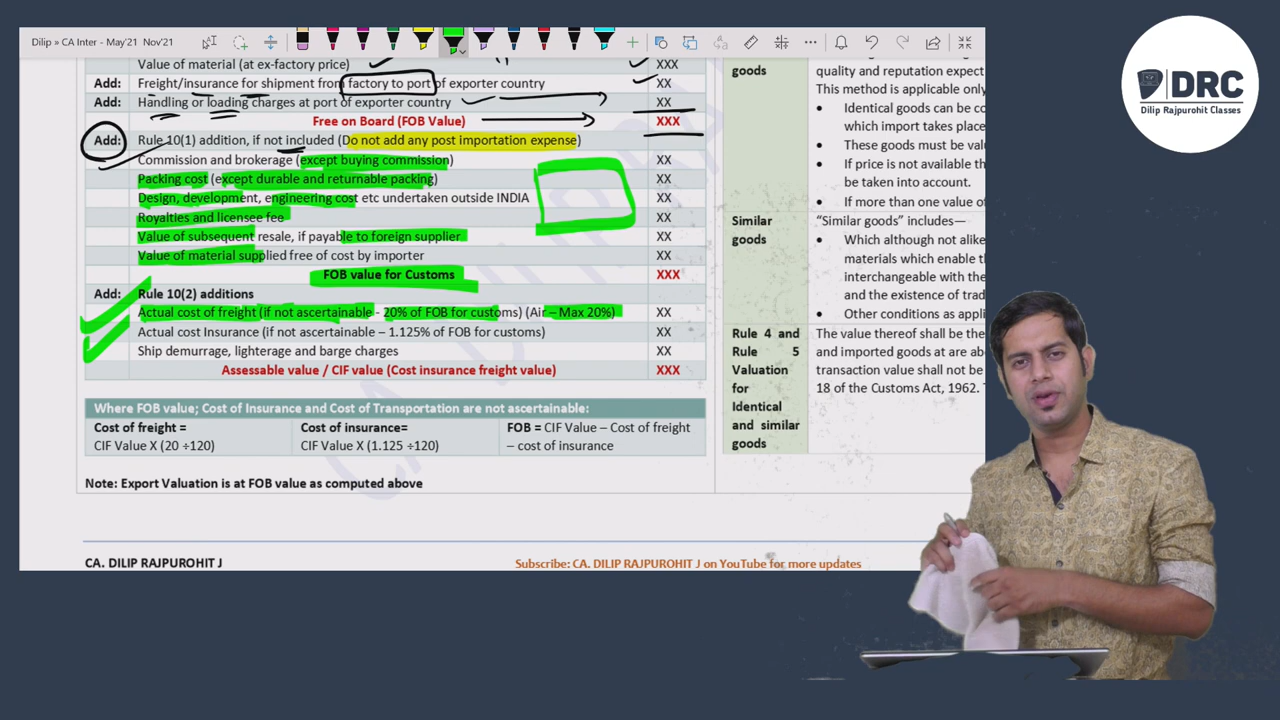 Dilip » CA Inter - May'21 Nov'21
DRC
Dilip Rajpurohit Classes
Value of material (at ex-factory price) XXX
Add: Freight/insurance for shipment from factory to port of exporter country XX
Add: Handling or loading charges at port of exporter country XX
Free on Board (FOB Value) XXX
Add: Rule 10(1) addition, if not included (Do not add any post importation expense)
Commission and brokerage (except buying commission) XX
Packing cost (except durable and returnable packing) XX
Design, development, engineering cost etc undertaken outside INDIA XX
Royalties and licensee fee XX
Value of subsequent resale, if payable to foreign supplier XX
Value of material supplied free of cost by importer XX
FOB value for Customs XXX
Add: Rule 10(2) additions
Actual cost of freight (if not ascertainable - 20% of FOB for customs) (Air – Max 20%) XX
Actual cost Insurance (if not ascertainable – 1.125% of FOB for customs) XX
Ship demurrage, lighterage and barge charges XX
Assessable value / CIF value (Cost insurance freight value) XXX
Where FOB value; Cost of Insurance and Cost of Transportation are not ascertainable:
Cost of freight = Cost of insurance= FOB = CIF Value – Cost of freight
CIF Value X (20 ÷120) CIF Value X (1.125 ÷120) – cost of insurance
Note: Export Valuation is at FOB value as computed above
goods
quality and reputation expect
This method is applicable only
• Identical goods can be co
which import takes place
• These goods must be valu
• If price is not available th
be taken into account.
• If more than one value of
Similar goods
“Similar goods” includes—
• Which although not alike
materials which enable t
interchangeable with the
and the existence of trad
• Other conditions as appli
Rule 4 and
Rule 5
Valuation
for
Identical
and similar
goods
The value thereof shall be the
and imported goods at are ab
transaction value shall not be
18 of the Customs Act, 1962. T
CA. DILIP RAJPUROHIT J
Subscribe: CA. DILIP RAJPUROHIT J on YouTube for more updates